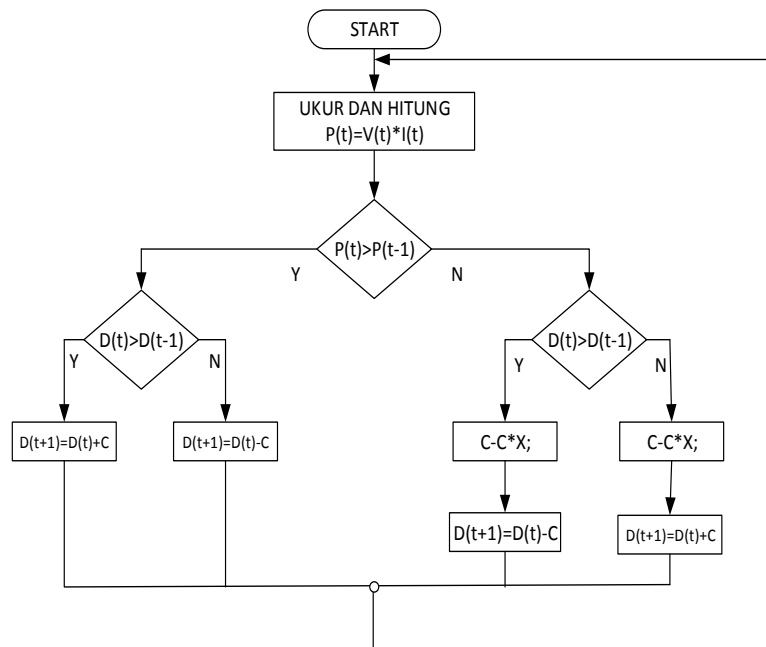 START
UKUR DAN HITUNG
P(t)=V(t)*I(t)
P(t)>P(t-1)
Y
N
D(t)>D(t-1)
Y
N
D(t)>D(t-1)
Y
N
D(t+1)=D(t)+C
D(t+1)=D(t)-C
C-C*X;
C-C*X;
D(t+1)=D(t)-C
D(t+1)=D(t)+C